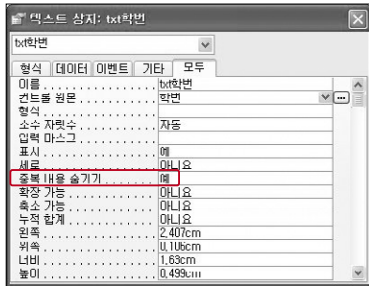 텍스트 상자: txt학번
txt학번
형식 데이터 이벤트 기타 모두
이름 . . . . . . . . . . . . . . . . txt학번
컨트롤 원본 . . . . . . . . . . 학번
형식 . . . . . . . . . . . . . . . .
소수 자릿수 . . . . . . . . . . 자동
입력 마스크 . . . . . . . . . .
표시 . . . . . . . . . . . . . . . . 예
세로 . . . . . . . . . . . . . . . . 아니요
중복 내용 숨기기 . . . . . . . 예
확장 가능 . . . . . . . . . . . . 아니요
축소 가능 . . . . . . . . . . . . 아니요
누적 합계 . . . . . . . . . . . . 아니요
왼쪽 . . . . . . . . . . . . . . . . 2,407cm
위쪽 . . . . . . . . . . . . . . . . 0,106cm
너비 . . . . . . . . . . . . . . . . 1,63cm
높이 . . . . . . . . . . . . . . . . 0,499cm